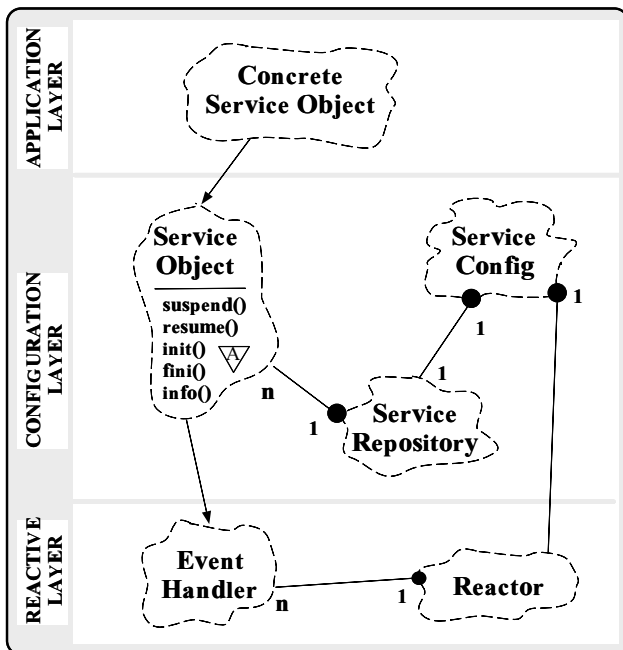 APPLICATION
LAYER
Concrete
Service Object
CONFIGURATION
LAYER
Service
Object
suspend()
resume()
init()
fini()
info()
A
n
1
Service
Config
1
1
1
Service
Repository
REACTIVE
LAYER
Event
Handler
n
1
Reactor